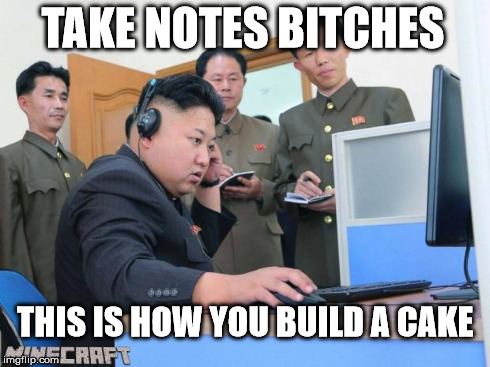 TAKE NOTES BITCHES
THIS IS HOW YOU BUILD A CAKE
MINECRAFT
imgflip.com